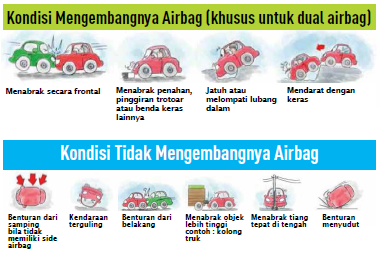 Kondisi Mengembangnya Airbag (khusus untuk dual airbag)
Menabrak secara frontal
Menabrak penahan,
pinggiran trotoar
atau benda keras
lainnya
Jatuh atau
melompati lubang
dalam
Mendarat dengan
keras
Kondisi Tidak Mengembangnya Airbag
Benturan dari
samping
bila tidak
memiliki side
airbag
Kendaraan
terguling
Benturan dari
belakang
Menabrak objek
lebih tinggi
contoh : kolong
truk
Menabrak tiang
tepat di tengah
Benturan
menyudut